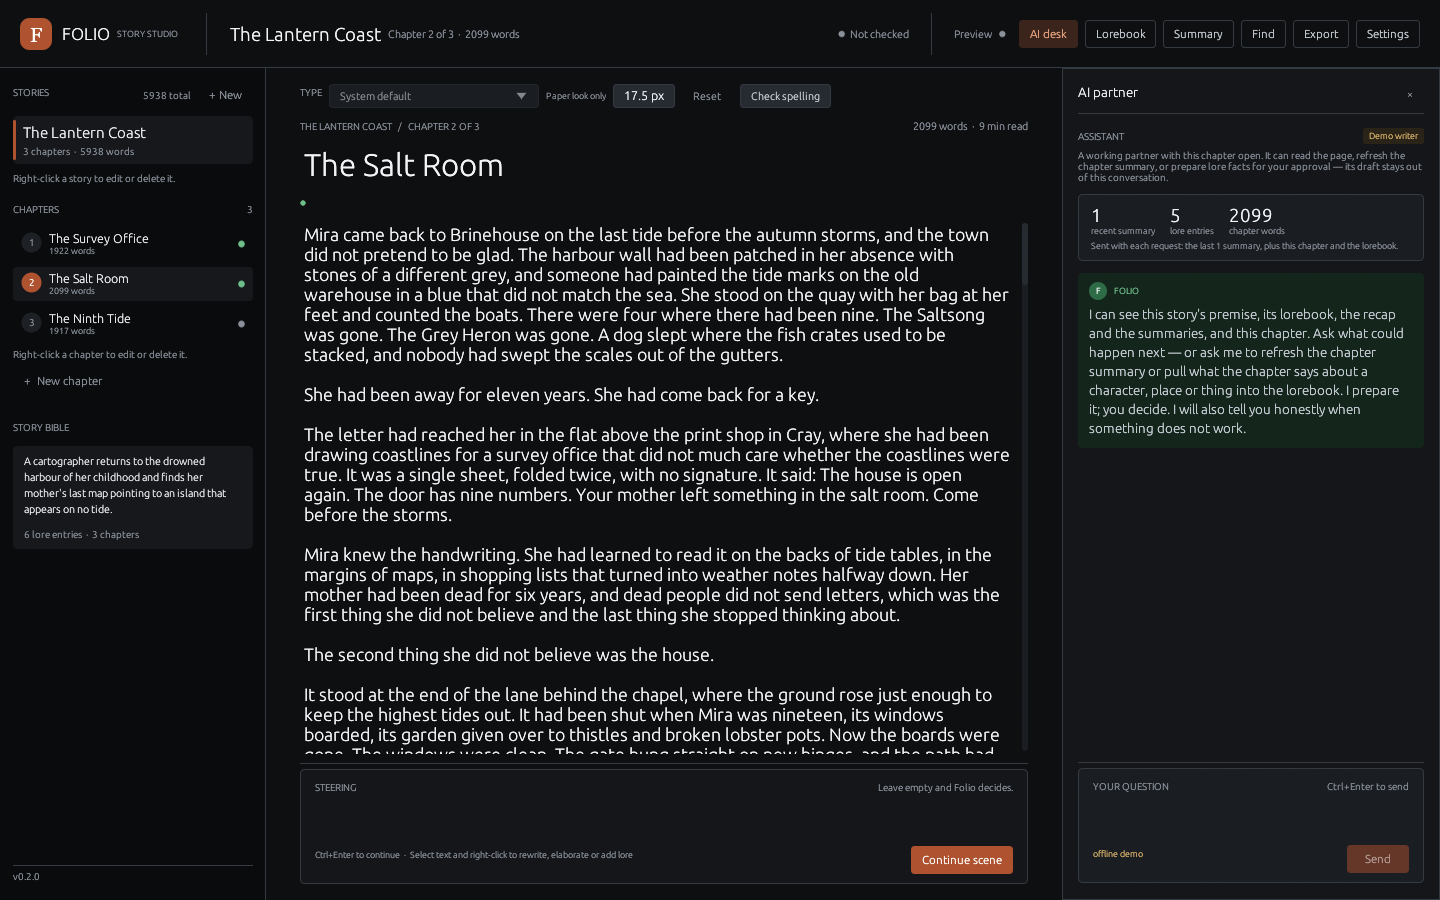 F FOLIO STORY STUDIO
The Lantern Coast Chapter 2 of 3 · 2099 words
Not checked
Preview
AI desk
Lorebook
Summary
Find
Export
Settings
STORIES
5938 total
+ New
The Lantern Coast
3 chapters · 5938 words
Right-click a story to edit or delete it.
CHAPTERS
3
1 The Survey Office
1922 words
2 The Salt Room
2099 words
3 The Ninth Tide
1917 words
Right-click a chapter to edit or delete it.
+ New chapter
STORY BIBLE
A cartographer returns to the drowned
harbour of her childhood and finds her
mother's last map pointing to an island that
appears on no tide.
6 lore entries · 3 chapters
v0.2.0
TYPE
System default
Paper look only
17.5 px
Reset
Check spelling
THE LANTERN COAST / CHAPTER 2 OF 3
2099 words · 9 min read
The Salt Room
Mira came back to Brinehouse on the last tide before the autumn storms, and the town
did not pretend to be glad. The harbour wall had been patched in her absence with
stones of a different grey, and someone had painted the tide marks on the old
warehouse in a blue that did not match the sea. She stood on the quay with her bag at her
feet and counted the boats. There were four where there had been nine. The Saltsong
was gone. The Grey Heron was gone. A dog slept where the fish crates used to be
stacked, and nobody had swept the scales out of the gutters.
She had been away for eleven years. She had come back for a key.
The letter had reached her in the flat above the print shop in Cray, where she had been
drawing coastlines for a survey office that did not much care whether the coastlines were
true. It was a single sheet, folded twice, with no signature. It said: The house is open
again. The door has nine numbers. Your mother left something in the salt room. Come
before the storms.
Mira knew the handwriting. She had learned to read it on the backs of tide tables, in the
margins of maps, in shopping lists that turned into weather notes halfway down. Her
mother had been dead for six years, and dead people did not send letters, which was the
first thing she did not believe and the last thing she stopped thinking about.
The second thing she did not believe was the house.
It stood at the end of the lane behind the chapel, where the ground rose just enough to
keep the highest tides out. It had been shut when Mira was nineteen, its windows
boarded, its garden given over to thistles and broken lobster pots. Now the boards were
gone. The windows were clean. The gate hung straight on new hinges, and the path had
STEERING
Leave empty and Folio decides.
Ctrl+Enter to continue · Select text and right-click to rewrite, elaborate or add lore
Continue scene
AI partner
×
ASSISTANT
Demo writer
A working partner with this chapter open. It can read the page, refresh the
chapter summary, or prepare lore facts for your approval — its draft stays out
of this conversation.
1 5 2099
recent summary lore entries chapter words
Sent with each request: the last 1 summary, plus this chapter and the lorebook.
F FOLIO
I can see this story's premise, its lorebook, the recap
and the summaries, and this chapter. Ask what could
happen next — or ask me to refresh the chapter
summary or pull what the chapter says about a
character, place or thing into the lorebook. I prepare
it; you decide. I will also tell you honestly when
something does not work.
YOUR QUESTION
Ctrl+Enter to send
offline demo
Send